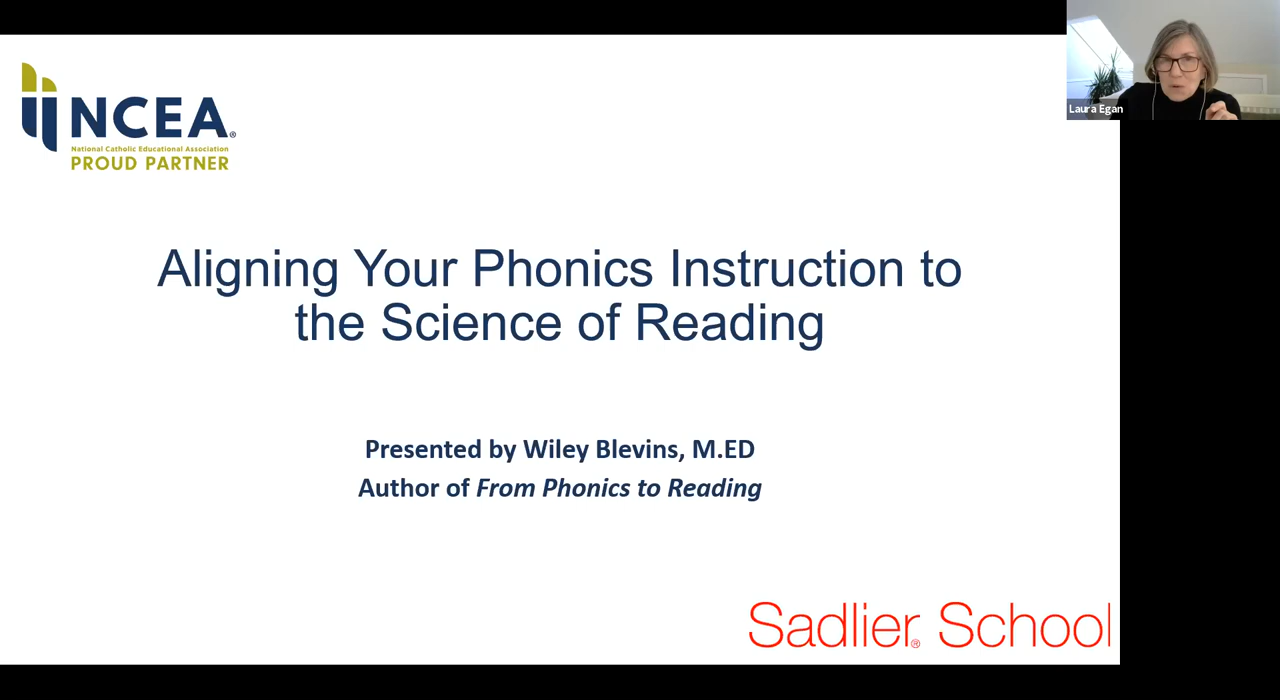 NCEA®
National Catholic Educational Association
PROUD PARTNER
Laura Egan
Aligning Your Phonics Instruction to
the Science of Reading
Presented by Wiley Blevins, M.ED
Author of From Phonics to Reading
Sadlier® School